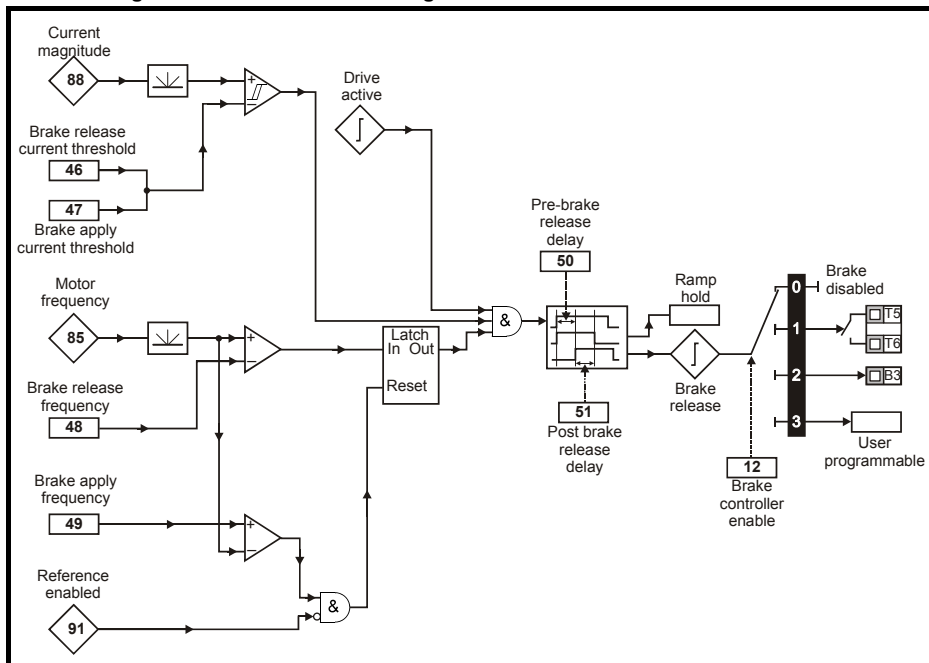 Current
magnitude
88
Brake release
current threshold
46
47
Brake apply
current threshold
Drive
active
Motor
frequency
85
Brake release
frequency
48
Brake apply
frequency
49
Reference
enabled
91
Latch
In Out
Reset
&
&
Pre-brake
release
delay
50
51
Post brake
release
delay
Ramp
hold
Brake
release
0
1
2
3
Brake
disabled
T5
T6
B3
User
programmable
12
Brake
controller
enable